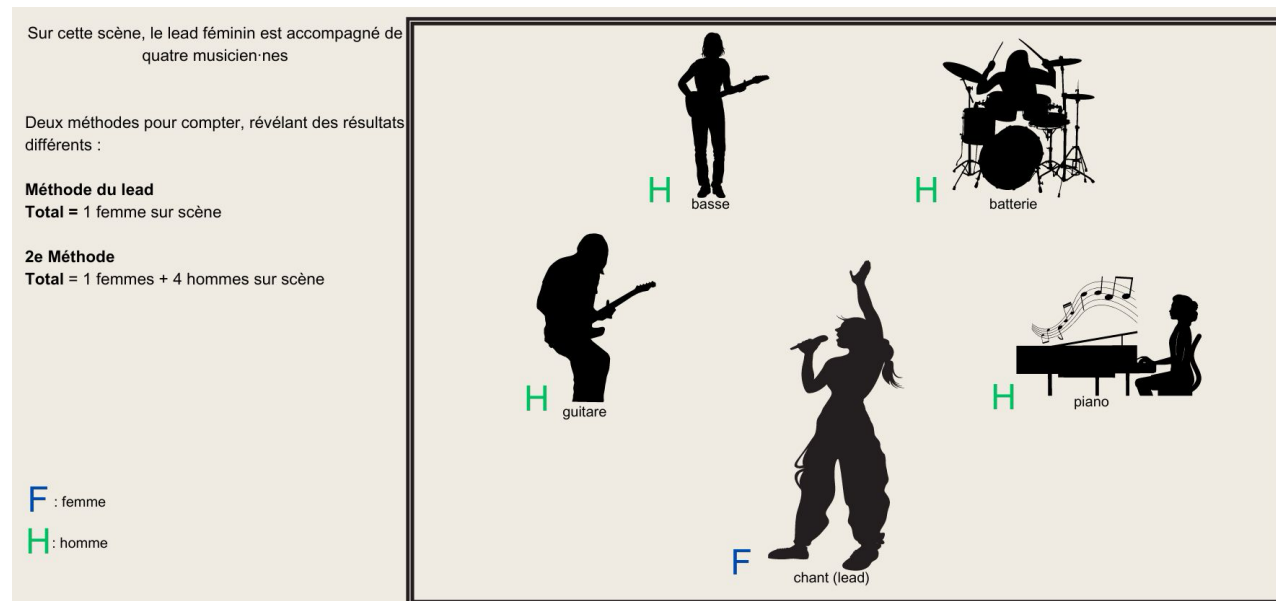 Sur cette scène, le lead féminin est accompagné de
quatre musicien·nes
Deux méthodes pour compter, révélant des résultats
différents :
Méthode du lead
Total = 1 femme sur scène
2e Méthode
Total = 1 femmes + 4 hommes sur scène
F : femme
H : homme
H basse
H batterie
H guitare
H piano
F chant (lead)